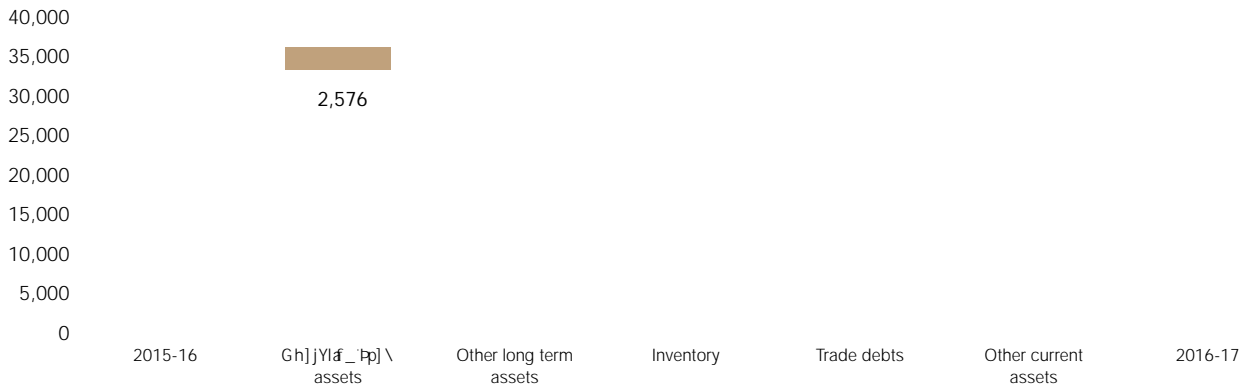 40,000
35,000
30,000
25,000
20,000
15,000
10,000
5,000
0
2,576
2015-16
assets
Other long term
assets
Inventory
Trade debts
Other current
assets
2016-17